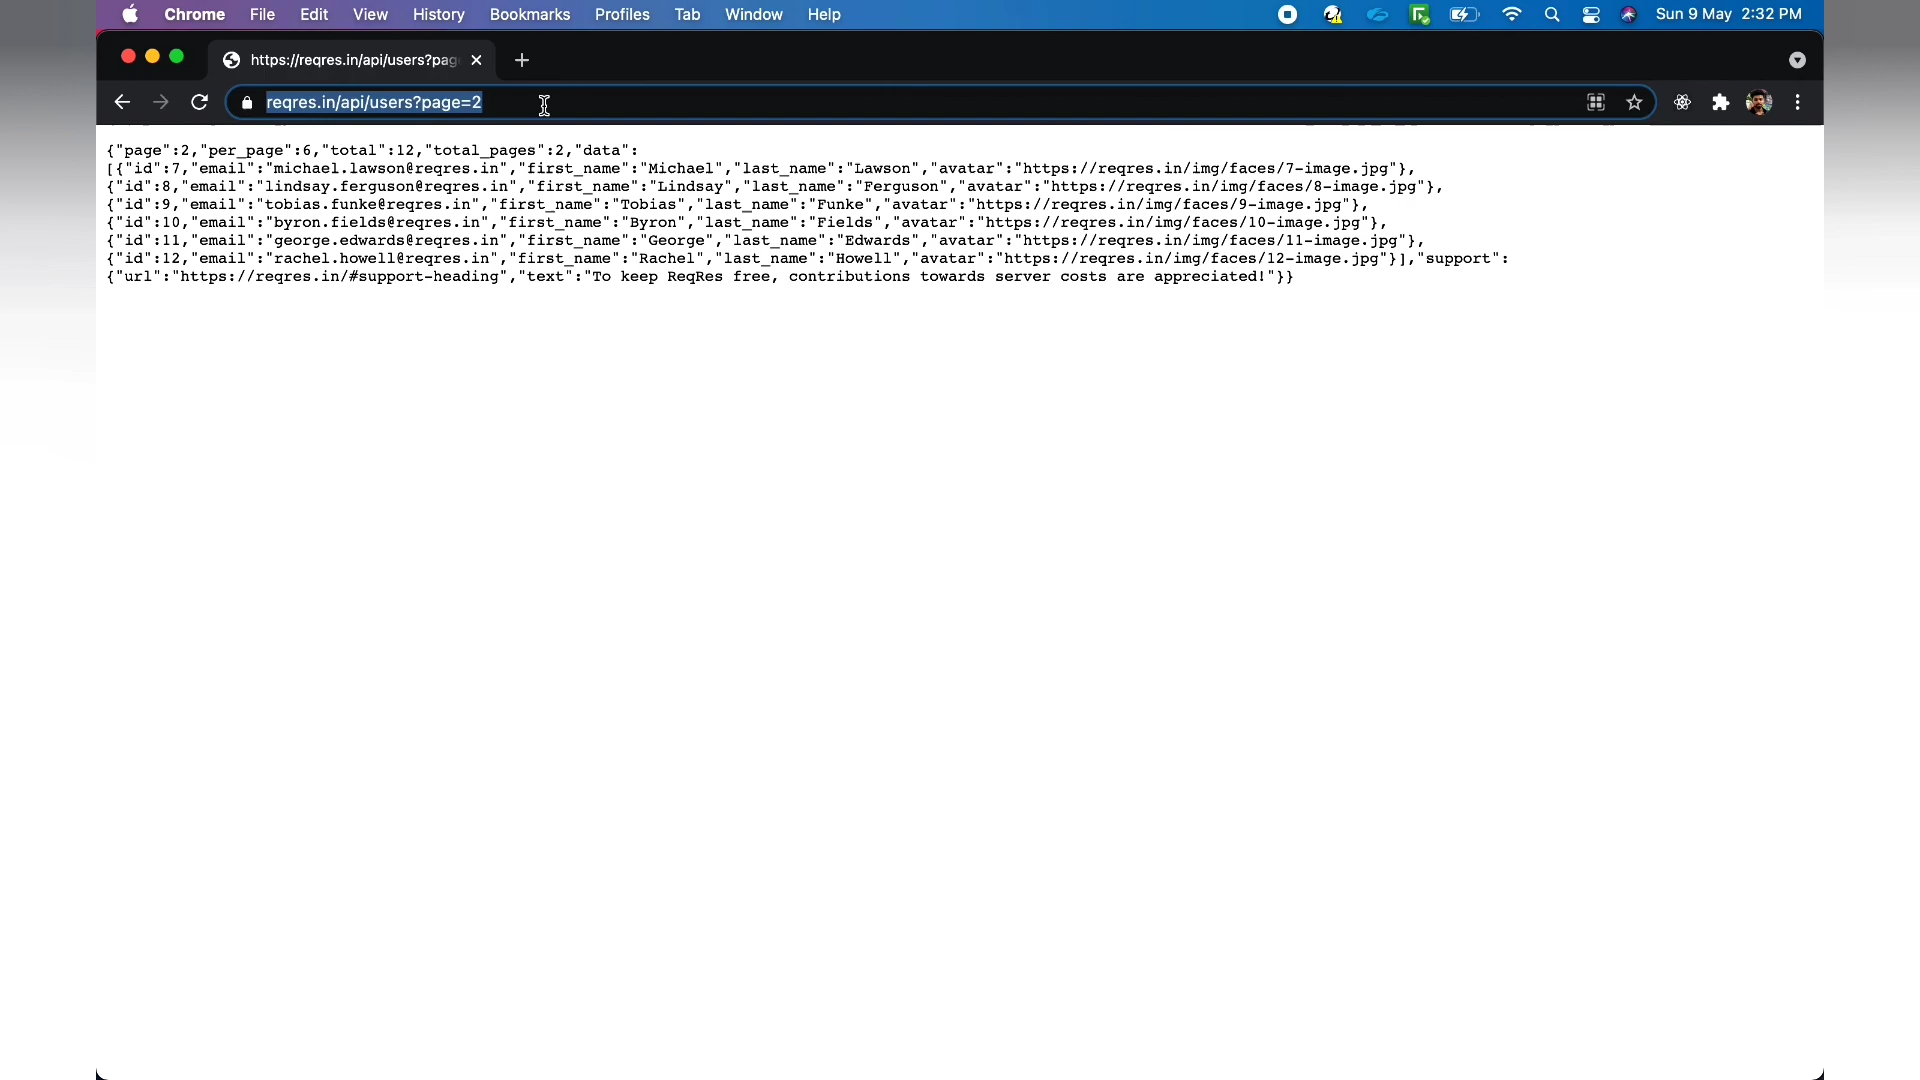 Chrome File Edit View History Bookmarks Profiles Tab Window Help Sun 9 May 2:32 PM
https://reqres.in/api/users?pag
reqres.in/api/users?page=2
{"page":2,"per_page":6,"total":12,"total_pages":2,"data":
[{"id":7,"email":"michael.lawson@reqres.in","first_name":"Michael","last_name":"Lawson","avatar":"https://reqres.in/img/faces/7-image.jpg"},
{"id":8,"email":"lindsay.ferguson@reqres.in","first_name":"Lindsay","last_name":"Ferguson","avatar":"https://reqres.in/img/faces/8-image.jpg"},
{"id":9,"email":"tobias.funke@reqres.in","first_name":"Tobias","last_name":"Funke","avatar":"https://reqres.in/img/faces/9-image.jpg"},
{"id":10,"email":"byron.fields@reqres.in","first_name":"Byron","last_name":"Fields","avatar":"https://reqres.in/img/faces/10-image.jpg"},
{"id":11,"email":"george.edwards@reqres.in","first_name":"George","last_name":"Edwards","avatar":"https://reqres.in/img/faces/11-image.jpg"},
{"id":12,"email":"rachel.howell@reqres.in","first_name":"Rachel","last_name":"Howell","avatar":"https://reqres.in/img/faces/12-image.jpg"}],"support":
{"url":"https://reqres.in/#support-heading","text":"To keep ReqRes free, contributions towards server costs are appreciated!"}}